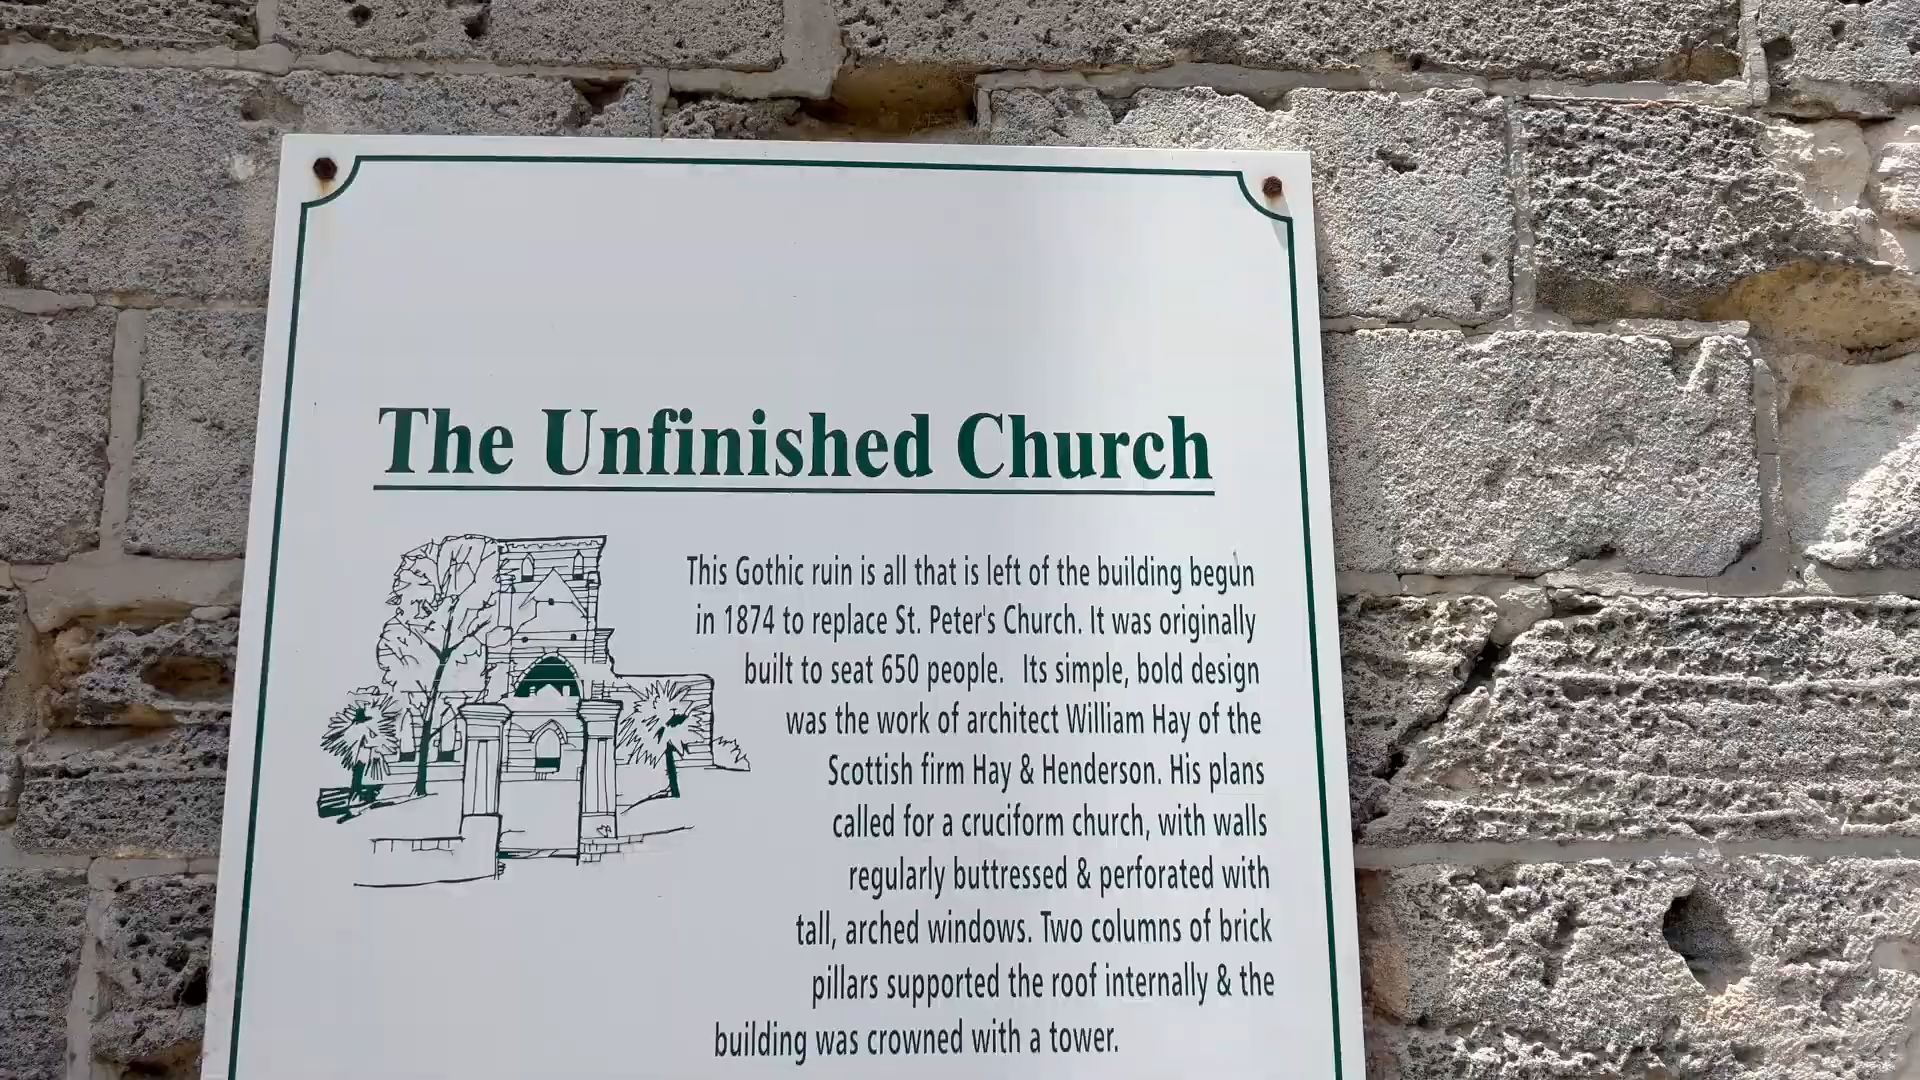 The Unfinished Church
This Gothic ruin is all that is left of the building begun
in 1874 to replace St. Peter's Church. It was originally
built to seat 650 people. Its simple, bold design
was the work of architect William Hay of the
Scottish firm Hay & Henderson. His plans
called for a cruciform church, with walls
regularly buttressed & perforated with
tall, arched windows. Two columns of brick
pillars supported the roof internally & the
building was crowned with a tower.